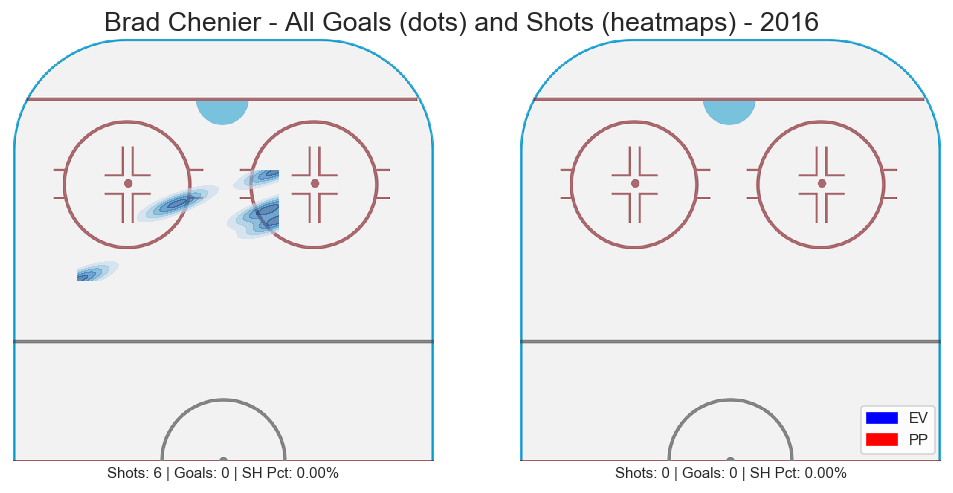 Brad Chenier - All Goals (dots) and Shots (heatmaps) - 2016
EV
PP
Shots: 6 | Goals: 0 | SH Pct: 0.00%
Shots: 0 | Goals: 0 | SH Pct: 0.00%